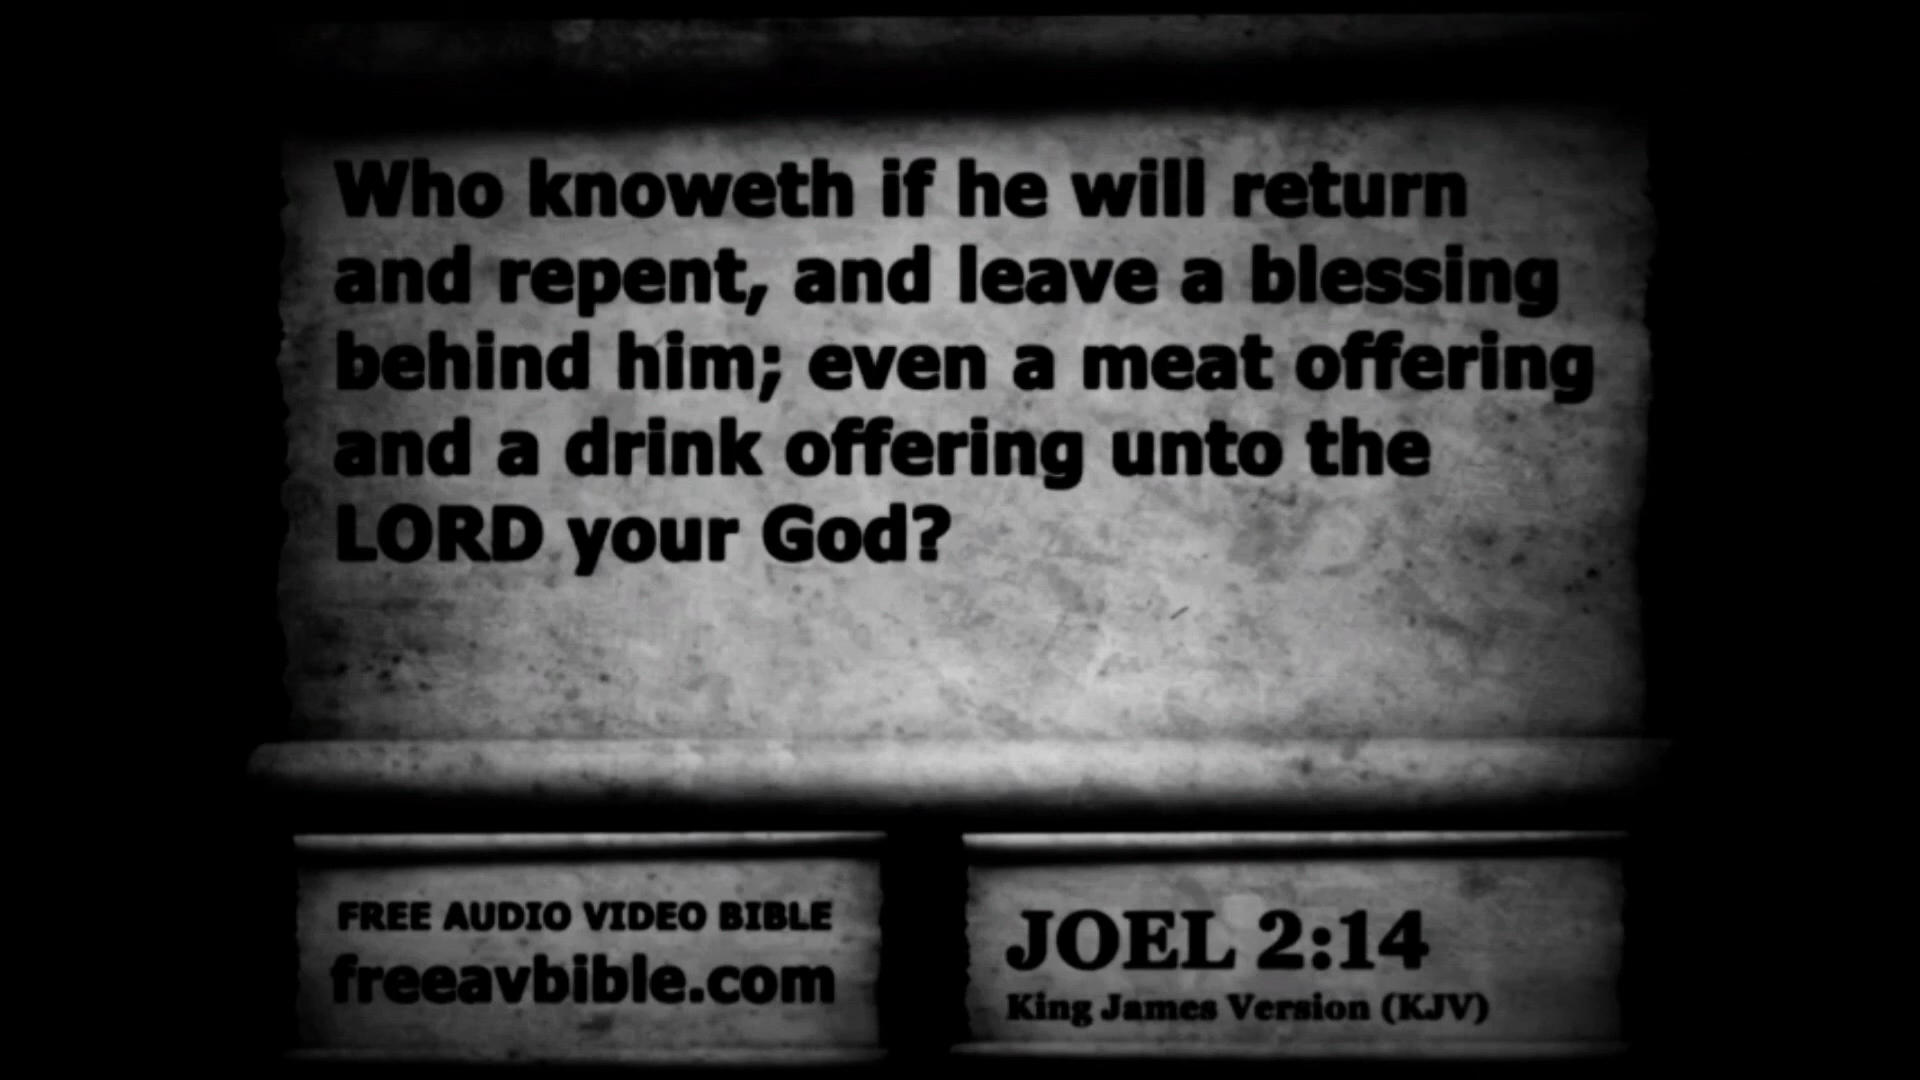 Who knoweth if he will return
and repent, and leave a blessing
behind him; even a meat offering
and a drink offering unto the
LORD your God?
FREE AUDIO VIDEO BIBLE
freeavbible.com
JOEL 2:14
King James Version (KJV)